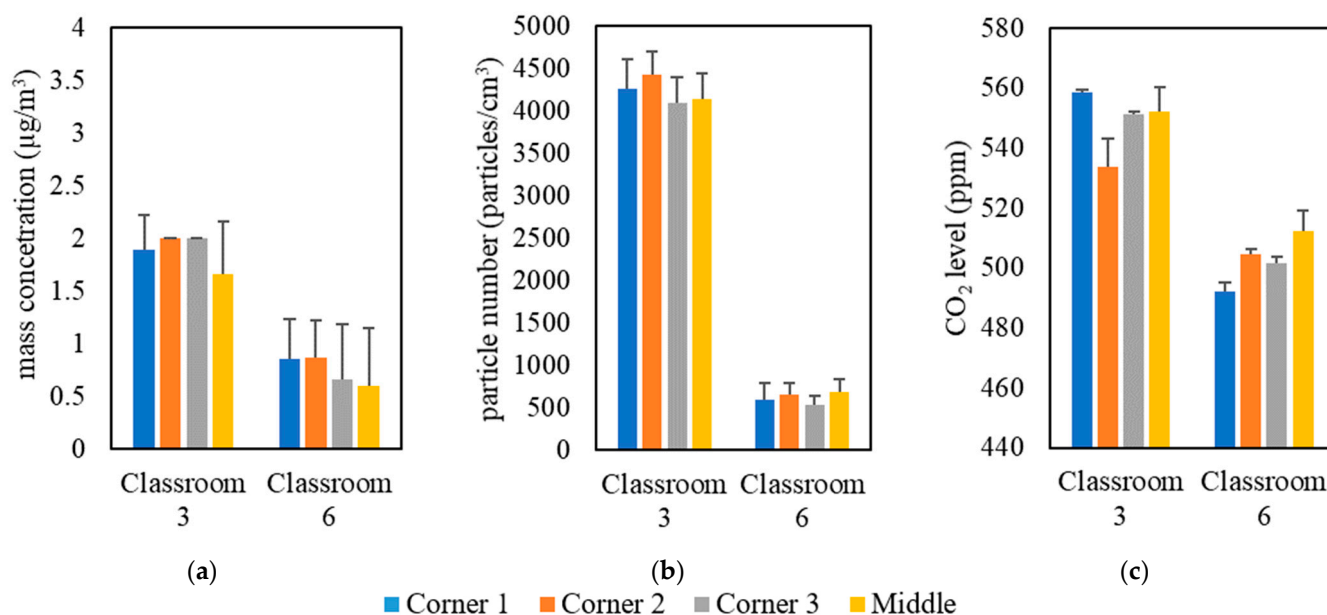 mass concetration (µg/m³)
4
3.5
3
2.5
2
1.5
1
0.5
0
Classroom
3
Classroom
6
(a)
particle number (particles/cm³)
5000
4500
4000
3500
3000
2500
2000
1500
1000
500
0
Classroom
3
Classroom
6
(b)
CO₂ level (ppm)
580
560
540
520
500
480
460
440
Classroom
3
Classroom
6
(c)
Corner 1 Corner 2 Corner 3 Middle